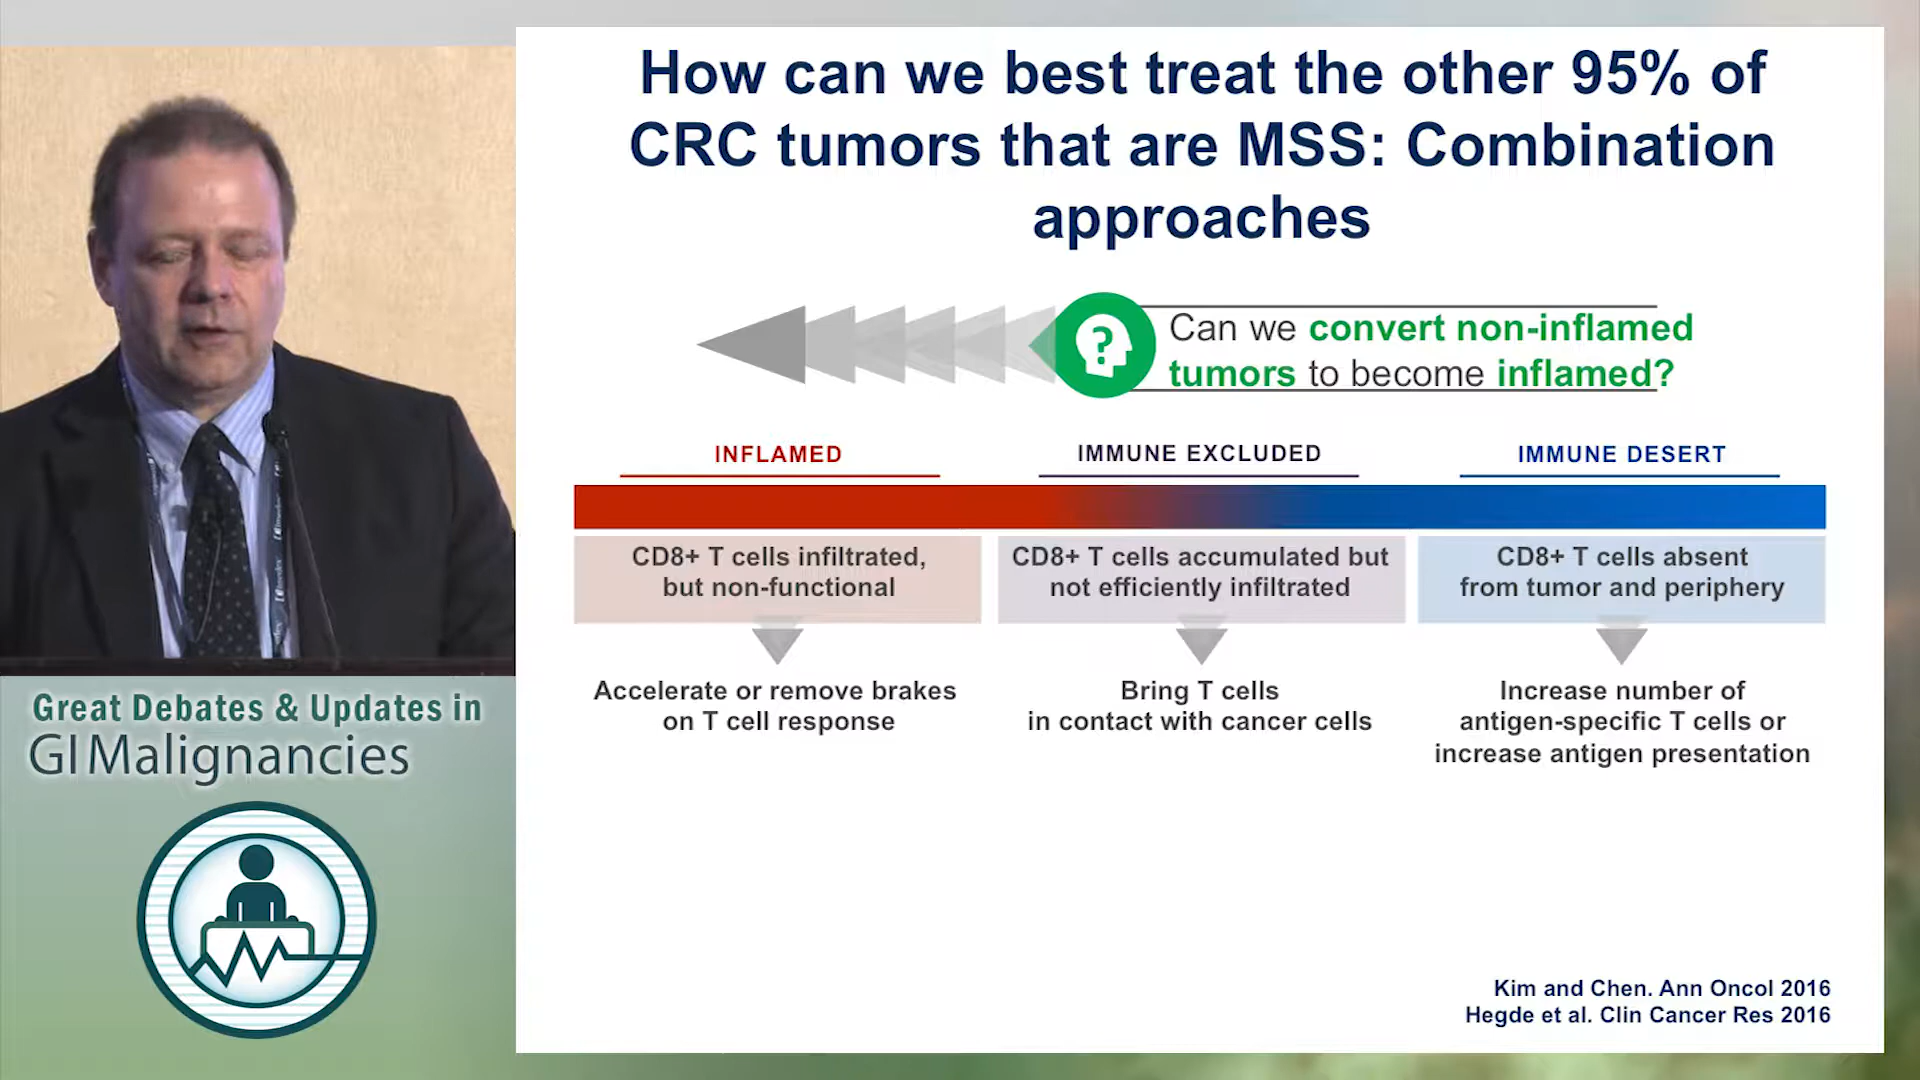 How can we best treat the other 95% of
CRC tumors that are MSS: Combination
approaches
?
Can we convert non-inflamed
tumors to become inflamed?
INFLAMED
IMMUNE EXCLUDED
IMMUNE DESERT
CD8+ T cells infiltrated,
but non-functional
CD8+ T cells accumulated but
not efficiently infiltrated
CD8+ T cells absent
from tumor and periphery
Accelerate or remove brakes
on T cell response
Bring T cells
in contact with cancer cells
Increase number of
antigen-specific T cells or
increase antigen presentation
Kim and Chen. Ann Oncol 2016
Hegde et al. Clin Cancer Res 2016
Great Debates & Updates in
GI Malignancies